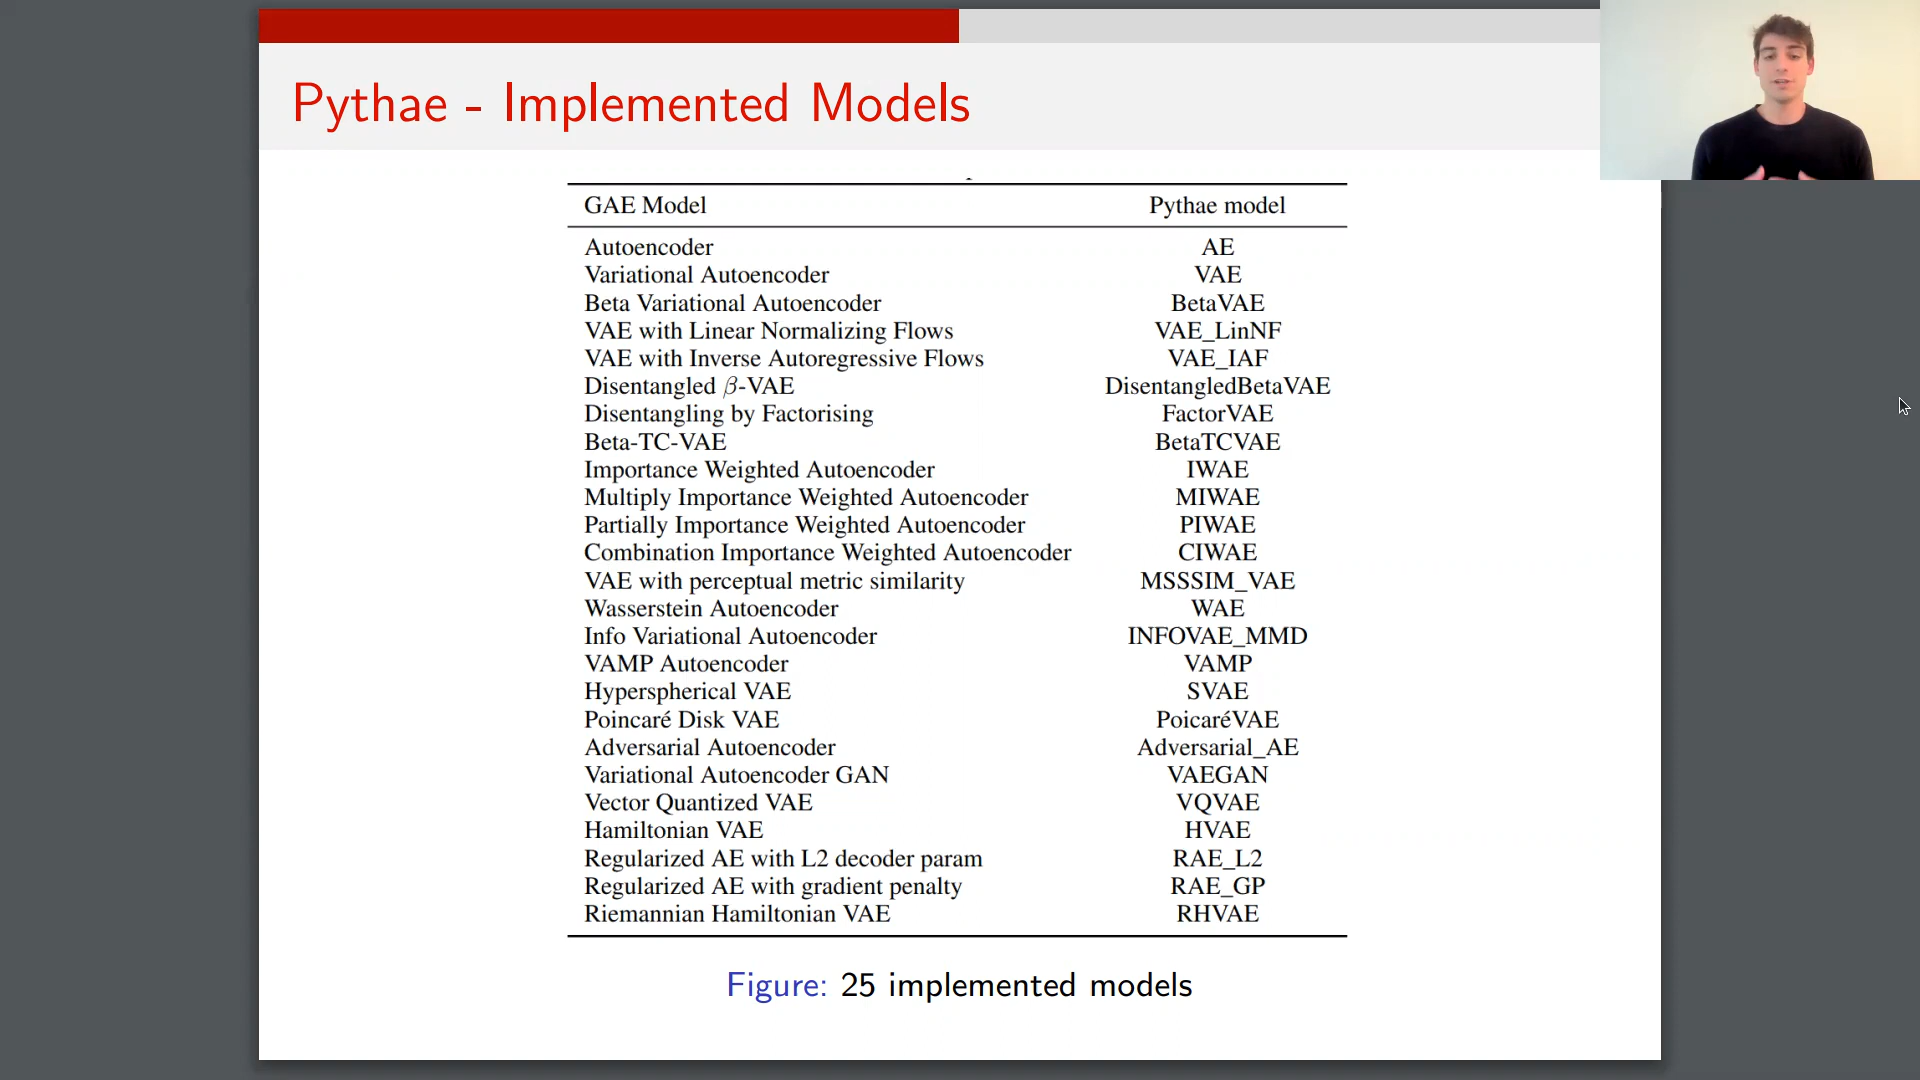 Pythae - Implemented Models
GAE Model Pythae model
Autoencoder AE
Variational Autoencoder VAE
Beta Variational Autoencoder BetaVAE
VAE with Linear Normalizing Flows VAE_LinNF
VAE with Inverse Autoregressive Flows VAE_IAF
Disentangled β-VAE DisentangledBetaVAE
Disentangling by Factorising FactorVAE
Beta-TC-VAE BetaTCVAE
Importance Weighted Autoencoder IWAE
Multiply Importance Weighted Autoencoder MIWAE
Partially Importance Weighted Autoencoder PIWAE
Combination Importance Weighted Autoencoder CIWAE
VAE with perceptual metric similarity MSSSIM_VAE
Wasserstein Autoencoder WAE
Info Variational Autoencoder INFOVAE_MMD
VAMP Autoencoder VAMP
Hyperspherical VAE SVAE
Poincaré Disk VAE PoicaréVAE
Adversarial Autoencoder Adversarial_AE
Variational Autoencoder GAN VAEGAN
Vector Quantized VAE VQVAE
Hamiltonian VAE HVAE
Regularized AE with L2 decoder param RAE_L2
Regularized AE with gradient penalty RAE_GP
Riemannian Hamiltonian VAE RHVAE
Figure: 25 implemented models